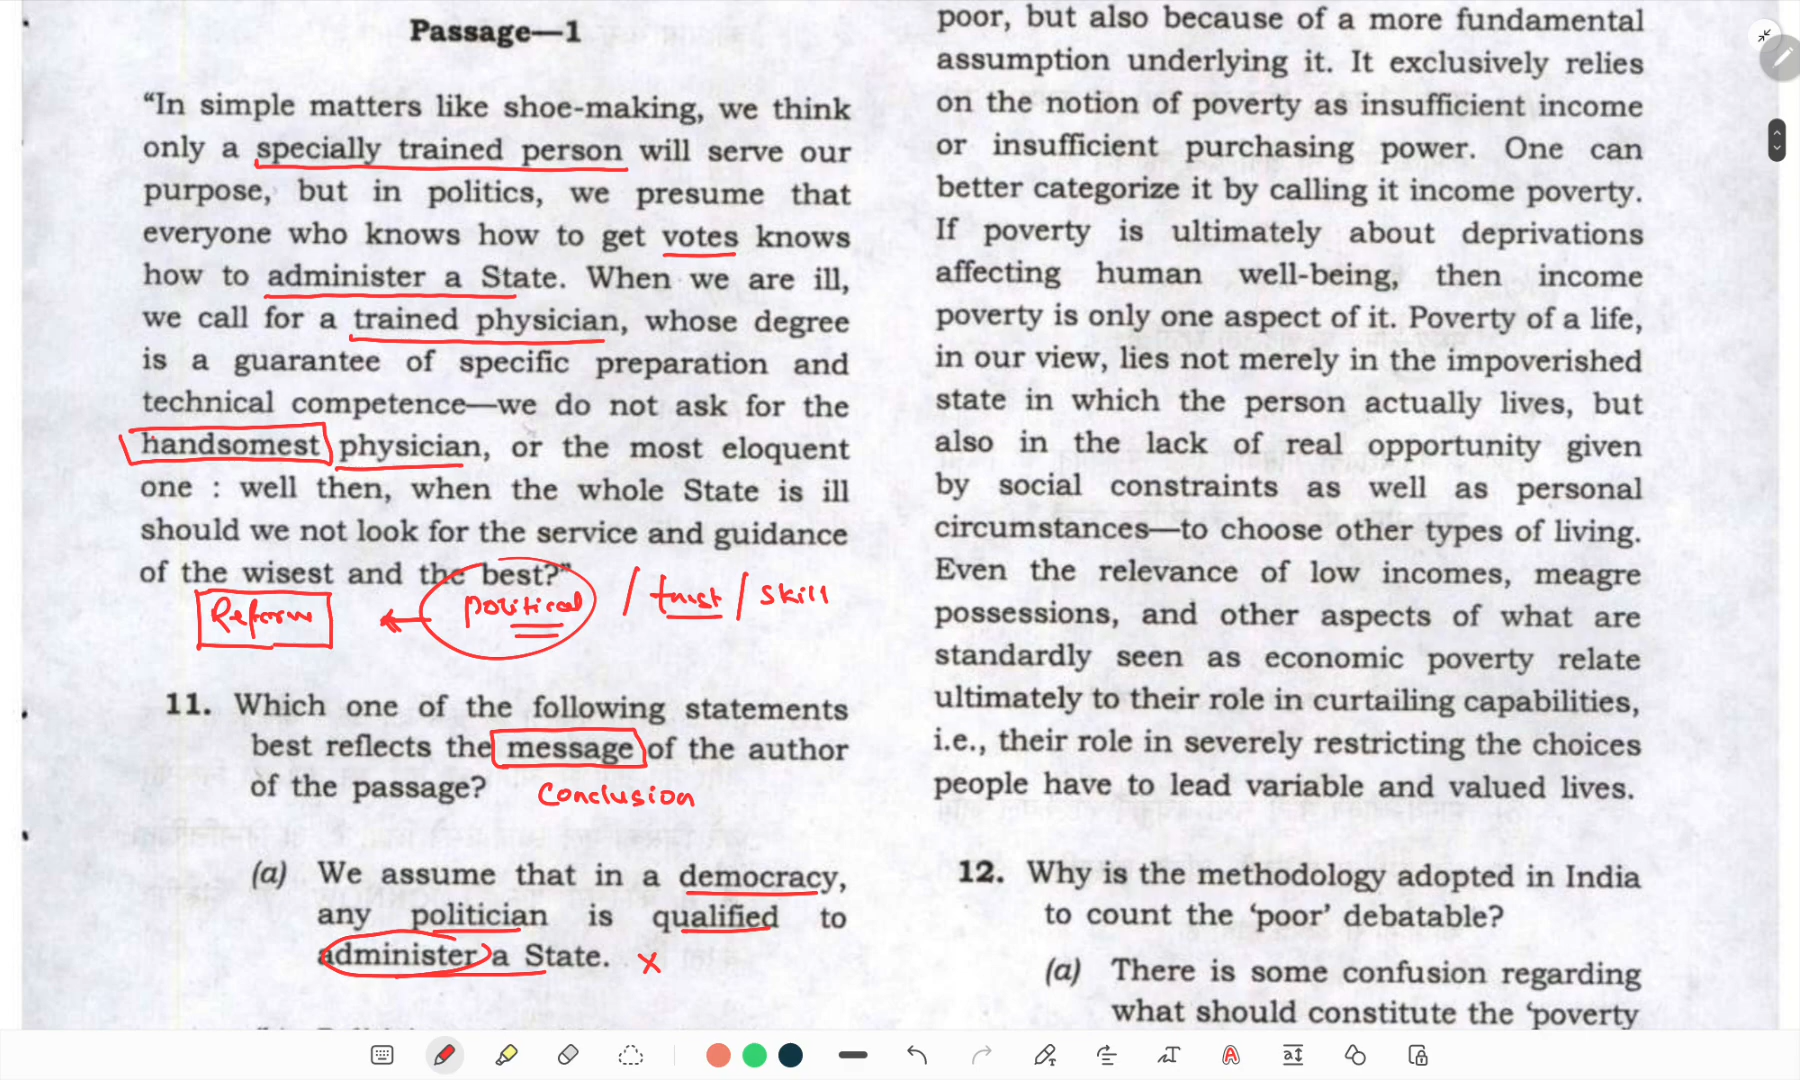 Passage—1
“In simple matters like shoe-making, we think
only a specially trained person will serve our
purpose, but in politics, we presume that
everyone who knows how to get votes knows
how to administer a State. When we are ill,
we call for a trained physician, whose degree
is a guarantee of specific preparation and
technical competence—we do not ask for the
handsomest physician, or the most eloquent
one : well then, when the whole State is ill
should we not look for the service and guidance
of the wisest and the best?”
Reform
Political / trust / skill
11. Which one of the following statements
best reflects the message of the author
of the passage?
Conclusion
(a) We assume that in a democracy,
any politician is qualified to
administer a State. x
poor, but also because of a more fundamental
assumption underlying it. It exclusively relies
on the notion of poverty as insufficient income
or insufficient purchasing power. One can
better categorize it by calling it income poverty.
If poverty is ultimately about deprivations
affecting human well-being, then income
poverty is only one aspect of it. Poverty of a life,
in our view, lies not merely in the impoverished
state in which the person actually lives, but
also in the lack of real opportunity given
by social constraints as well as personal
circumstances—to choose other types of living.
Even the relevance of low incomes, meagre
possessions, and other aspects of what are
standardly seen as economic poverty relate
ultimately to their role in curtailing capabilities,
i.e., their role in severely restricting the choices
people have to lead variable and valued lives.
12. Why is the methodology adopted in India
to count the ‘poor’ debatable?
(a) There is some confusion regarding
what should constitute the ‘poverty